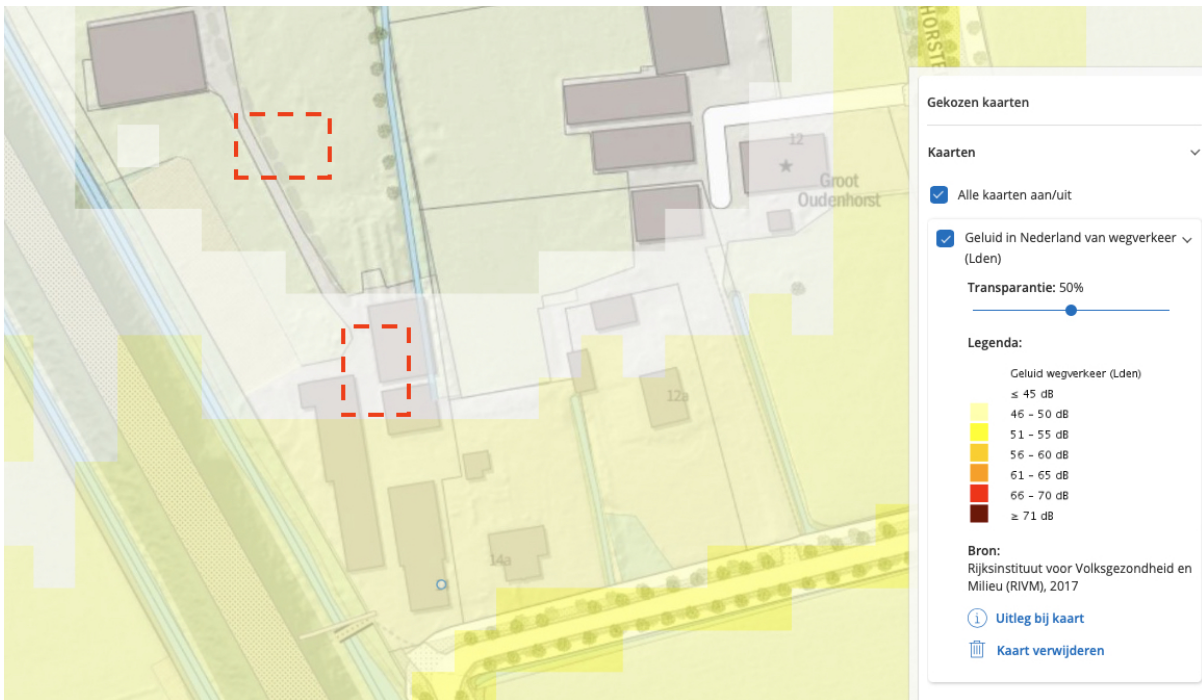 HORSTE
12
Groot
Oudenhorst
12a
14a
Gekozen kaarten
Kaarten
Alle kaarten aan/uit
Geluid in Nederland van wegverkeer
(Lden)
Transparantie: 50%
Legenda:
Geluid wegverkeer (Lden)
≤ 45 dB
46 – 50 dB
51 – 55 dB
56 – 60 dB
61 – 65 dB
66 – 70 dB
≥ 71 dB
Bron:
Rijksinstituut voor Volksgezondheid en
Milieu (RIVM), 2017
Uitleg bij kaart
Kaart verwijderen